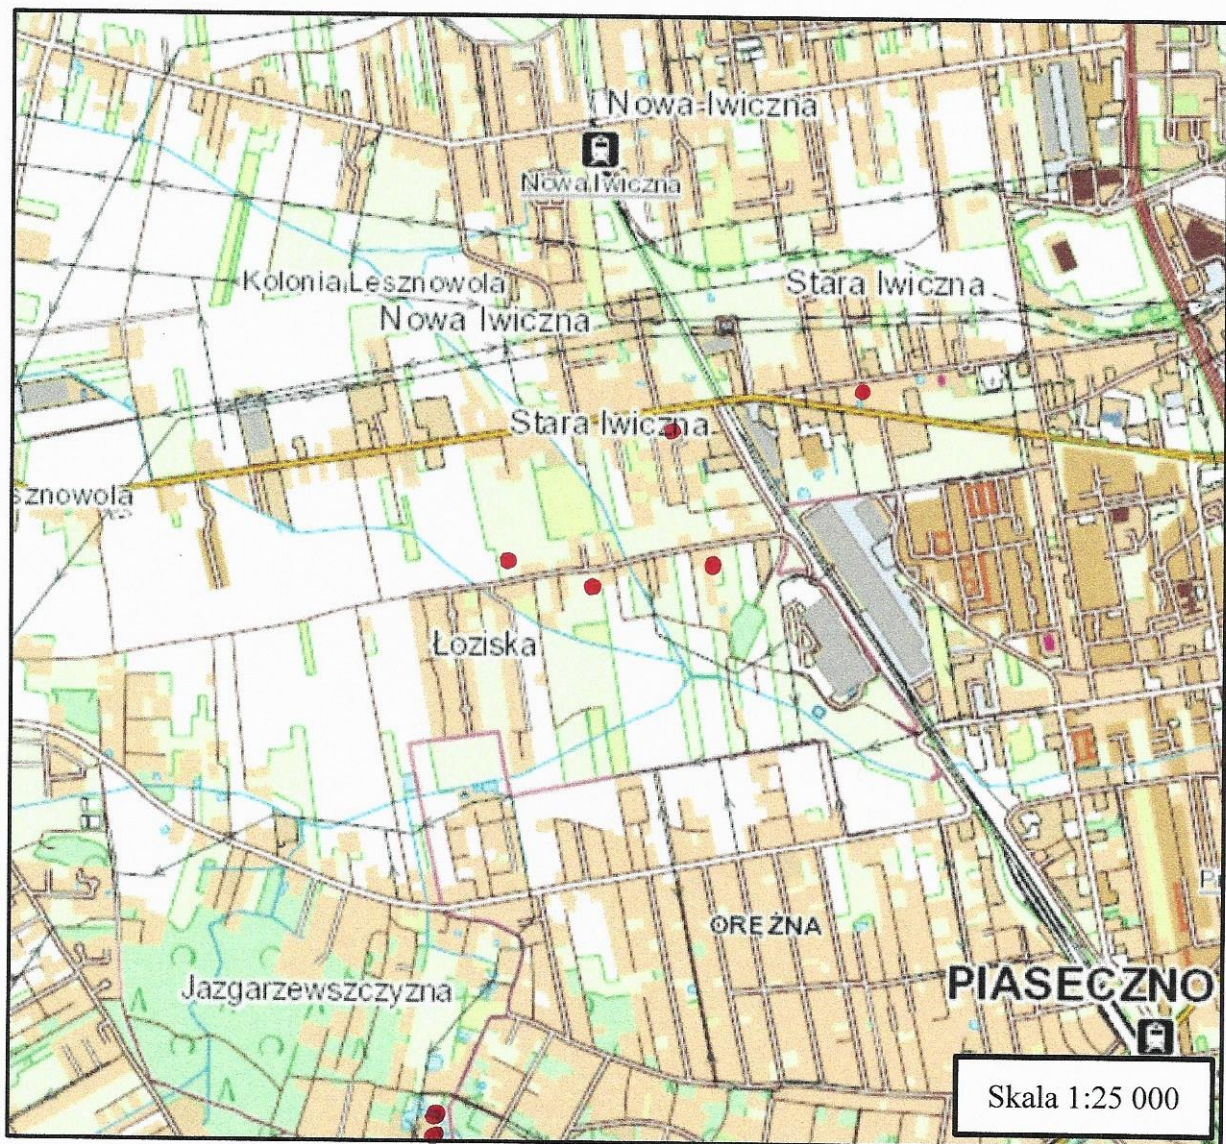 Nowa Iwiczna
Nowa Iwiczna
Kolonia Lesznowola
Stara Iwiczna
Nowa Iwiczna
Stara Iwiczna
sznowola
Łoziska
OREŻNA
Jazgarzewszczyzna
PIASECZNO
Skala 1:25 000